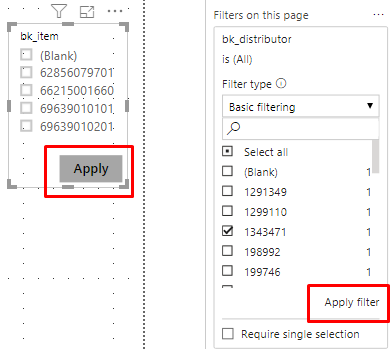 bk_item
(Blank)
62856079701
66215001660
69639010101
69639010201
Apply
Filters on this page
bk_distributor
is (All)
Filter type
Basic filtering
Select all
(Blank) 1
1291349 1
1299110 1
1343471 1
198992 1
199746 1
Apply filter
Require single selection